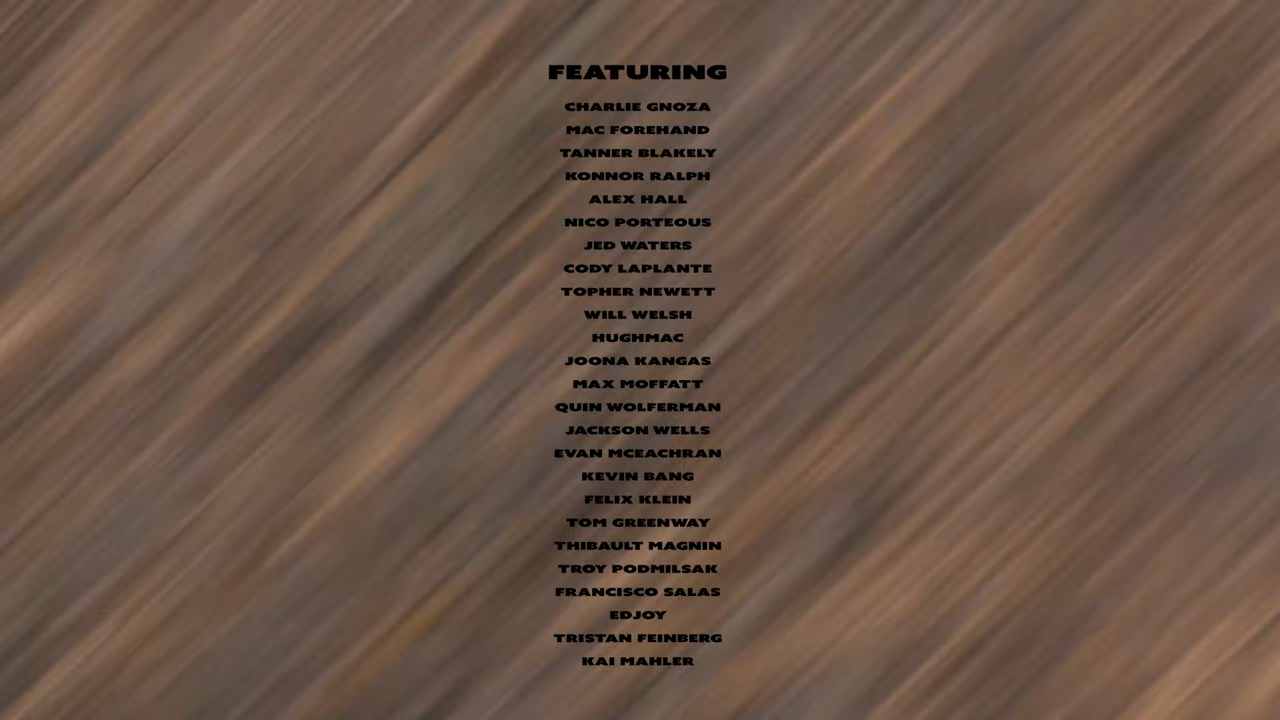 FEATURING
CHARLIE GNOZA
MAC FOREHAND
TANNER BLAKELY
KONNOR RALPH
ALEX HALL
NICO PORTEOUS
JED WATERS
CODY LAPLANTE
TOPHER NEWETT
WILL WELSH
HUGHMAC
JOONA KANGAS
MAX MOFFATT
QUIN WOLFERMAN
JACKSON WELLS
EVAN MCEACHRAN
KEVIN BANG
FELIX KLEIN
TOM GREENWAY
THIBAULT MAGNIN
TROY PODMILSAK
FRANCISCO SALAS
EDJOY
TRISTAN FEINBERG
KAI MAHLER